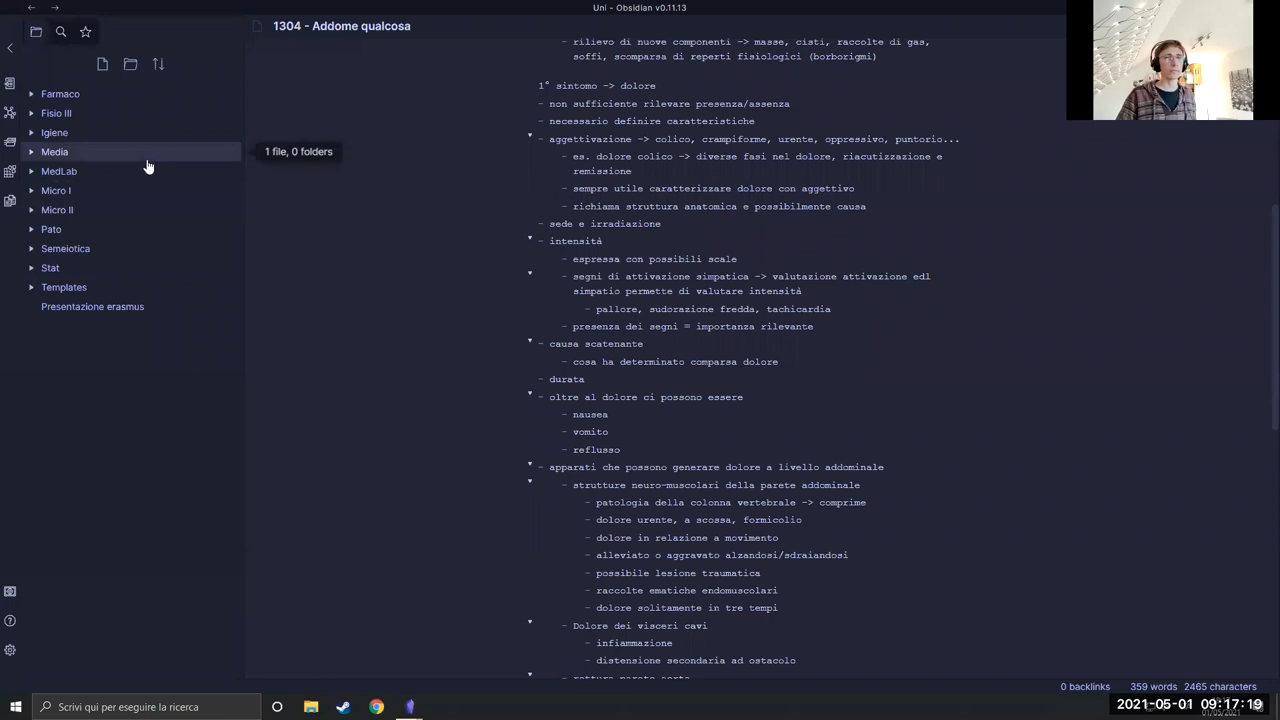 Uni - Obsidian v0.11.13
1304 - Addome qualcosa
Farmaco
Fisio III
Igiene
Media
1 file, 0 folders
MedLab
Micro I
Micro II
Pato
Semeiotica
Stat
Templates
Presentazione erasmus
- rilievo di nuove componenti -> masse, cisti, raccolte di gas,
soffi, scomparsa di reperti fisiologici (borborigmi)
1° sintomo -> dolore
- non sufficiente rilevare presenza/assenza
- necessario definire caratteristiche
- aggettivazione -> colico, crampiforme, urente, oppressivo, puntorio...
- es. dolore colico -> diverse fasi nel dolore, riacutizzazione e
remissione
- sempre utile caratterizzare dolore con aggettivo
- richiama struttura anatomica e possibilmente causa
- sede e irradiazione
- intensità
- espressa con possibili scale
- segni di attivazione simpatica -> valutazione attivazione edl
simpatio permette di valutare intensità
- pallore, sudorazione fredda, tachicardia
- presenza dei segni = importanza rilevante
- causa scatenante
- cosa ha determinato comparsa dolore
- durata
- oltre al dolore ci possono essere
- nausea
- vomito
- reflusso
- apparati che possono generare dolore a livello addominale
- strutture neuro-muscolari della parete addominale
- patologia della colonna vertebrale -> comprime
- dolore urente, a scossa, formicolio
- dolore in relazione a movimento
- alleviato o aggravato alzandosi/sdraiandosi
- possibile lesione traumatica
- raccolte ematiche endomuscolari
- dolore solitamente in tre tempi
- Dolore dei visceri cavi
- infiammazione
- distensione secondaria ad ostacolo
0 backlinks 359 words 2465 characters
Scrivi qui per eseguire la ricerca
2021-05-01 09:17:19
01/05/2021